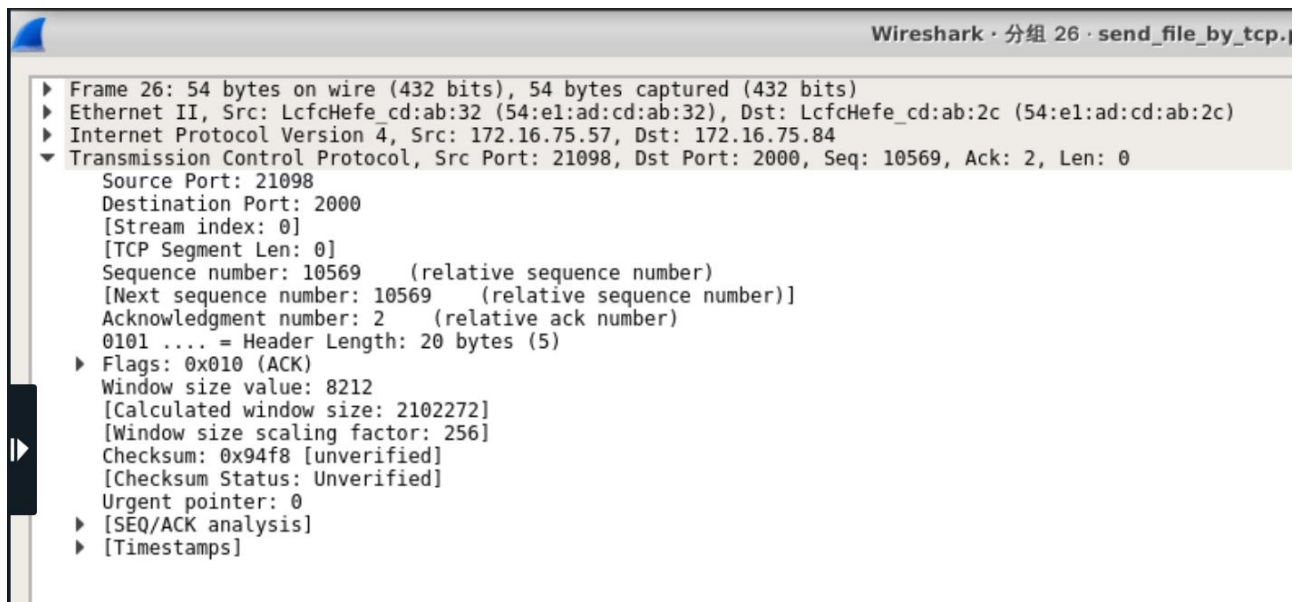 Wireshark · 分组 26 · send_file_by_tcp.p
Frame 26: 54 bytes on wire (432 bits), 54 bytes captured (432 bits)
Ethernet II, Src: LcfcHefe_cd:ab:32 (54:e1:ad:cd:ab:32), Dst: LcfcHefe_cd:ab:2c (54:e1:ad:cd:ab:2c)
Internet Protocol Version 4, Src: 172.16.75.57, Dst: 172.16.75.84
Transmission Control Protocol, Src Port: 21098, Dst Port: 2000, Seq: 10569, Ack: 2, Len: 0
Source Port: 21098
Destination Port: 2000
[Stream index: 0]
[TCP Segment Len: 0]
Sequence number: 10569    (relative sequence number)
[Next sequence number: 10569    (relative sequence number)]
Acknowledgment number: 2    (relative ack number)
0101 .... = Header Length: 20 bytes (5)
Flags: 0x010 (ACK)
Window size value: 8212
[Calculated window size: 2102272]
[Window size scaling factor: 256]
Checksum: 0x94f8 [unverified]
[Checksum Status: Unverified]
Urgent pointer: 0
[SEQ/ACK analysis]
[Timestamps]